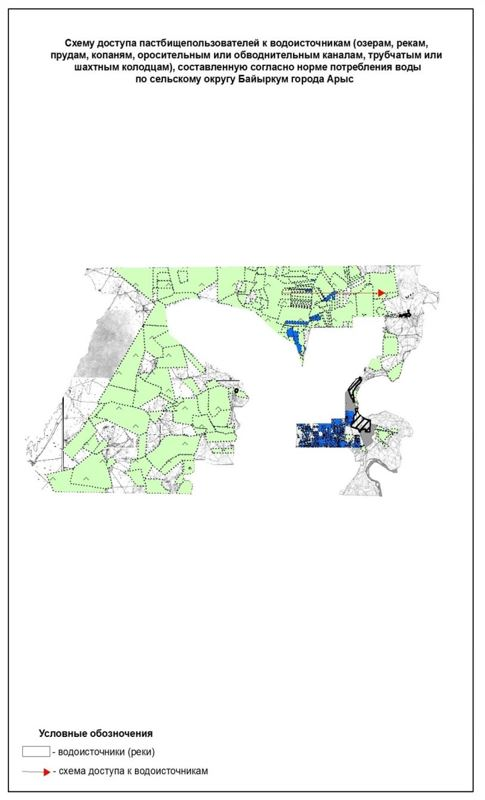 Схему доступа пастбищепользователей к водоисточникам (озерам, рекам,
прудам, копаням, оросительным или обводнительным каналам, трубчатым или
шахтным колодцам), составленную согласно норме потребления воды
по сельскому округу Байыркум города Арыс
Условные обозночения
- водоисточники (реки)
- схема доступа к водоисточникам